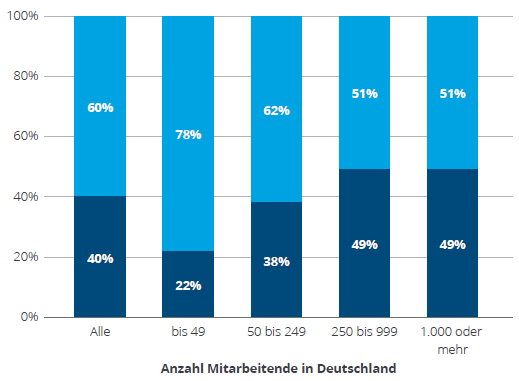 100%
80%
60%
40%
20%
0%
60%
78%
62%
51%
51%
40%
22%
38%
49%
49%
Alle
bis 49
50 bis 249
250 bis 999
1.000 oder
mehr
Anzahl Mitarbeitende in Deutschland